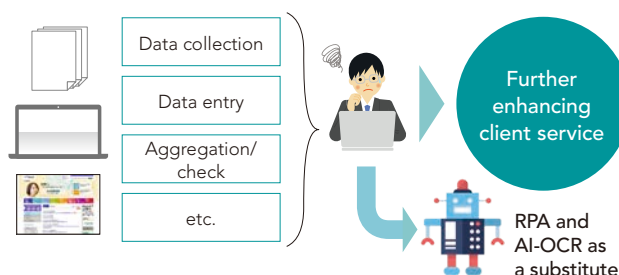 Data collection
Data entry
Aggregation/
check
etc.
Further
enhancing
client service
RPA and
AI-OCR as
a substitute